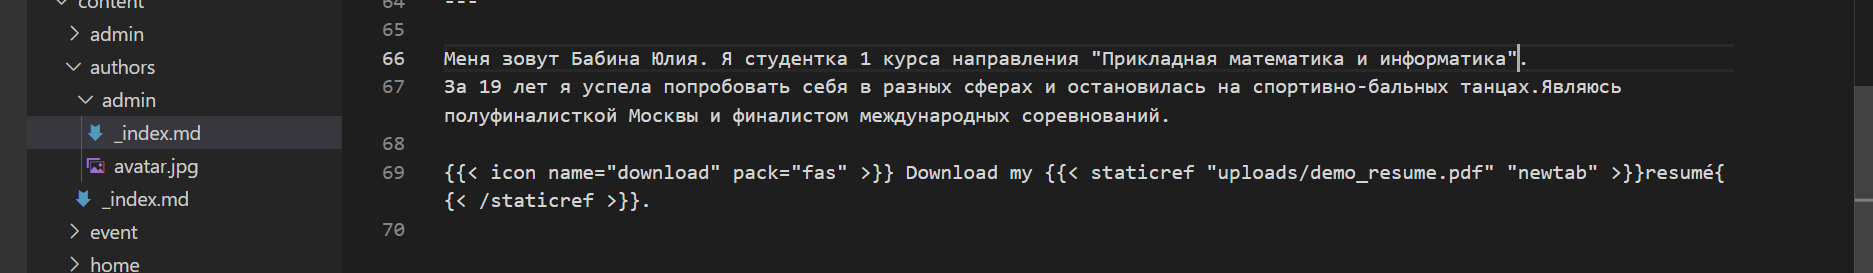 content
admin
authors
admin
_index.md
avatar.jpg
_index.md
event
home
64 ---
65
66 Меня зовут Бабина Юлия. Я студентка 1 курса направления "Прикладная математика и информатика".
67 За 19 лет я успела попробовать себя в разных сферах и остановилась на спортивно-бальных танцах.Являюсь
полуфиналисткой Москвы и финалистом международных соревнований.
68
69 {{< icon name="download" pack="fas" >}} Download my {{< staticref "uploads/demo_resume.pdf" "newtab" >}}resumé{
{< /staticref >}}.
70